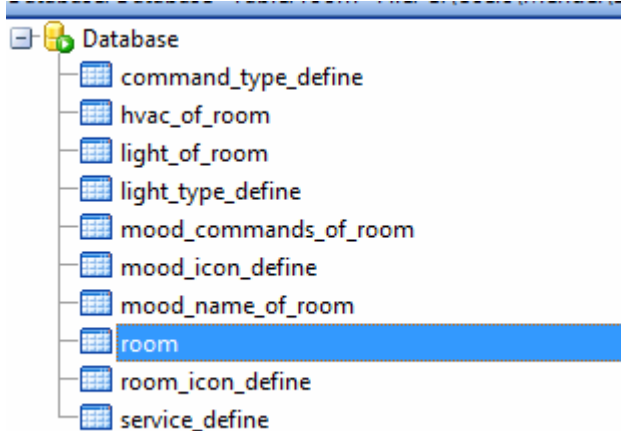 Database
command_type_define
hvac_of_room
light_of_room
light_type_define
mood_commands_of_room
mood_icon_define
mood_name_of_room
room
room_icon_define
service_define